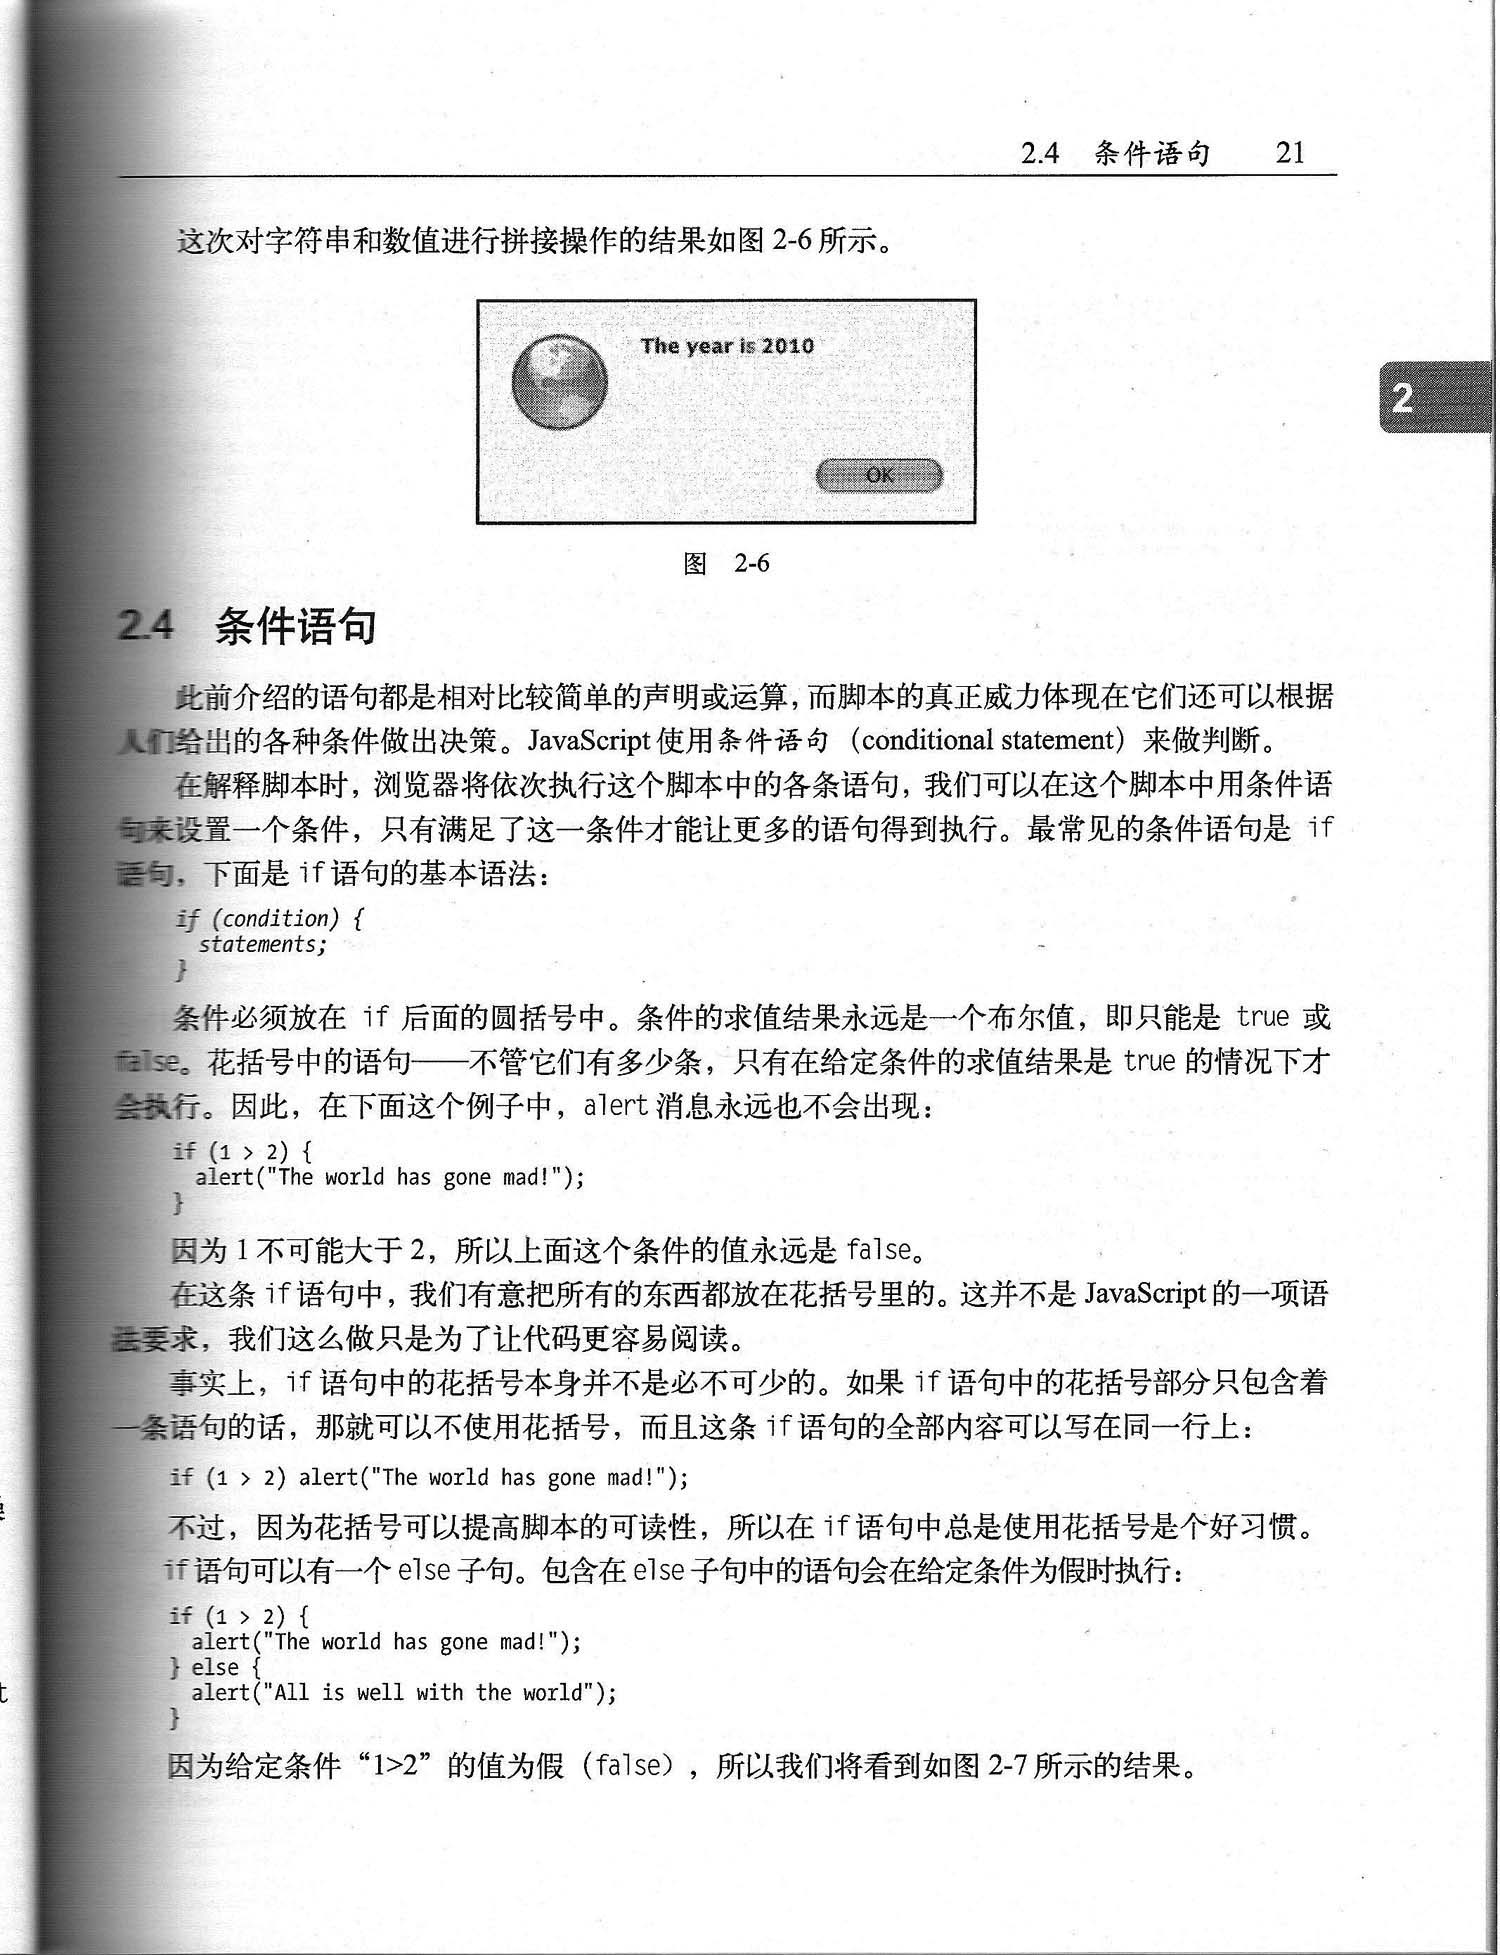 2.4 条件语句 21
这次对字符串和数值进行拼接操作的结果如图 2-6 所示。
The year is 2010
OK
2
图 2-6
2.4 条件语句
此前介绍的语句都是相对比较简单的声明或运算，而脚本的真正威力体现在它们还可以根据
人们给出的各种条件做出决策。JavaScript 使用条件语句（conditional statement）来做判断。
在解释脚本时，浏览器将依次执行这个脚本中的各条语句，我们可以在这个脚本中用条件语
句来设置一个条件，只有满足了这一条件才能让更多的语句得到执行。最常见的条件语句是 if
语句，下面是 if 语句的基本语法：
if (condition) {
  statements;
}
条件必须放在 if 后面的圆括号中。条件的求值结果永远是一个布尔值，即只能是 true 或
false。花括号中的语句——不管它们有多少条，只有在给定条件的求值结果是 true 的情况下才
会执行。因此，在下面这个例子中，alert 消息永远也不会出现：
if (1 > 2) {
  alert("The world has gone mad!");
}
因为 1 不可能大于 2，所以上面这个条件的值永远是 false。
在这条 if 语句中，我们有意把所有的东西都放在花括号里的。这并不是 JavaScript 的一项语
法要求，我们这么做只是为了让代码更容易阅读。
事实上，if 语句中的花括号本身并不是必不可少的。如果 if 语句中的花括号部分只包含着
一条语句的话，那就可以不使用花括号，而且这条 if 语句的全部内容可以写在同一行上：
if (1 > 2) alert("The world has gone mad!");
不过，因为花括号可以提高脚本的可读性，所以在 if 语句中总是使用花括号是个好习惯。
if 语句可以有一个 else 子句。包含在 else 子句中的语句会在给定条件为假时执行：
if (1 > 2) {
  alert("The world has gone mad!");
} else {
  alert("All is well with the world");
}
因为给定条件“1>2”的值为假（false），所以我们将看到如图 2-7 所示的结果。